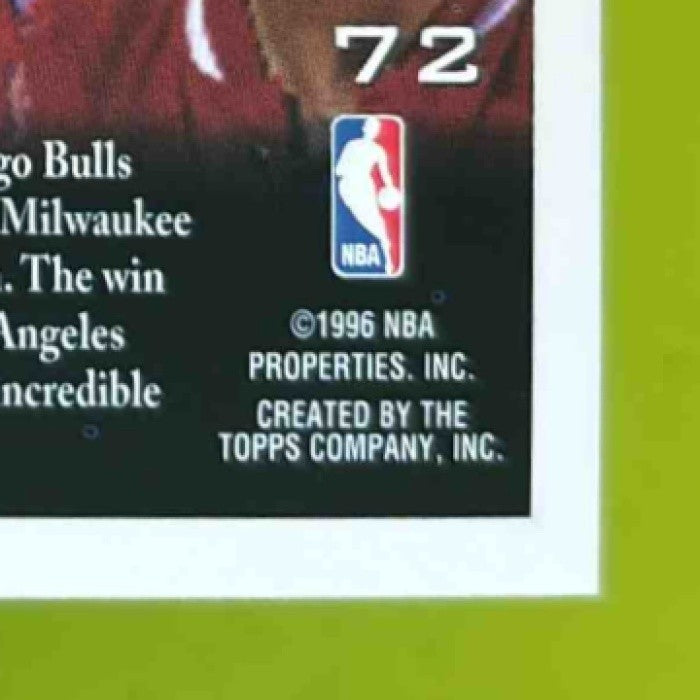 72
go Bulls
Milwaukee
. The win
Angeles
ncredible
NBA
©1996 NBA
PROPERTIES. INC.
CREATED BY THE
TOPPS COMPANY, INC.